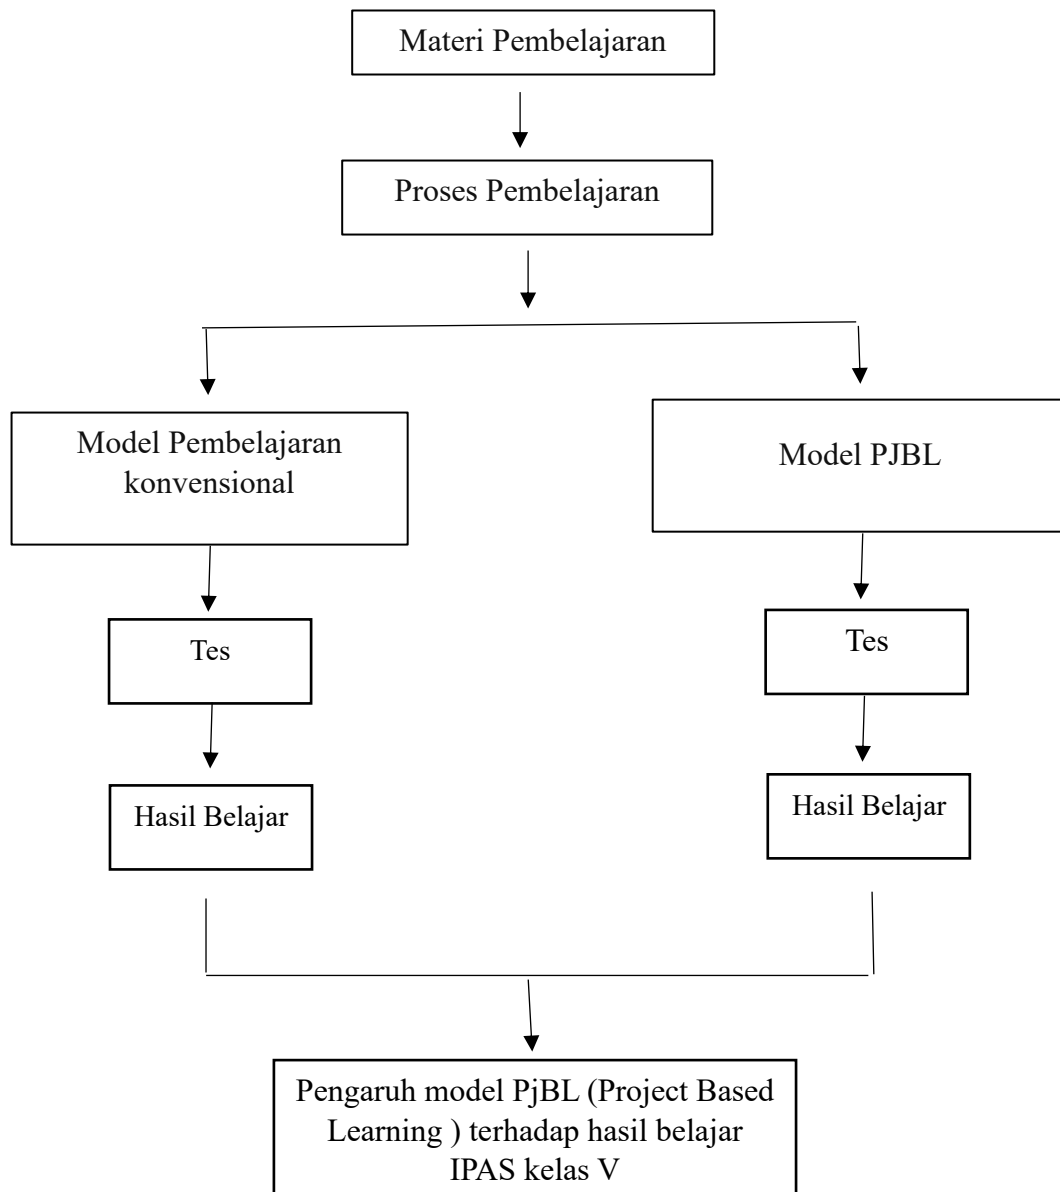 Materi Pembelajaran
Proses Pembelajaran
Model Pembelajaran
konvensional
Model PJBL
Tes
Tes
Hasil Belajar
Hasil Belajar
Pengaruh model PjBL (Project Based
Learning ) terhadap hasil belajar
IPAS kelas V